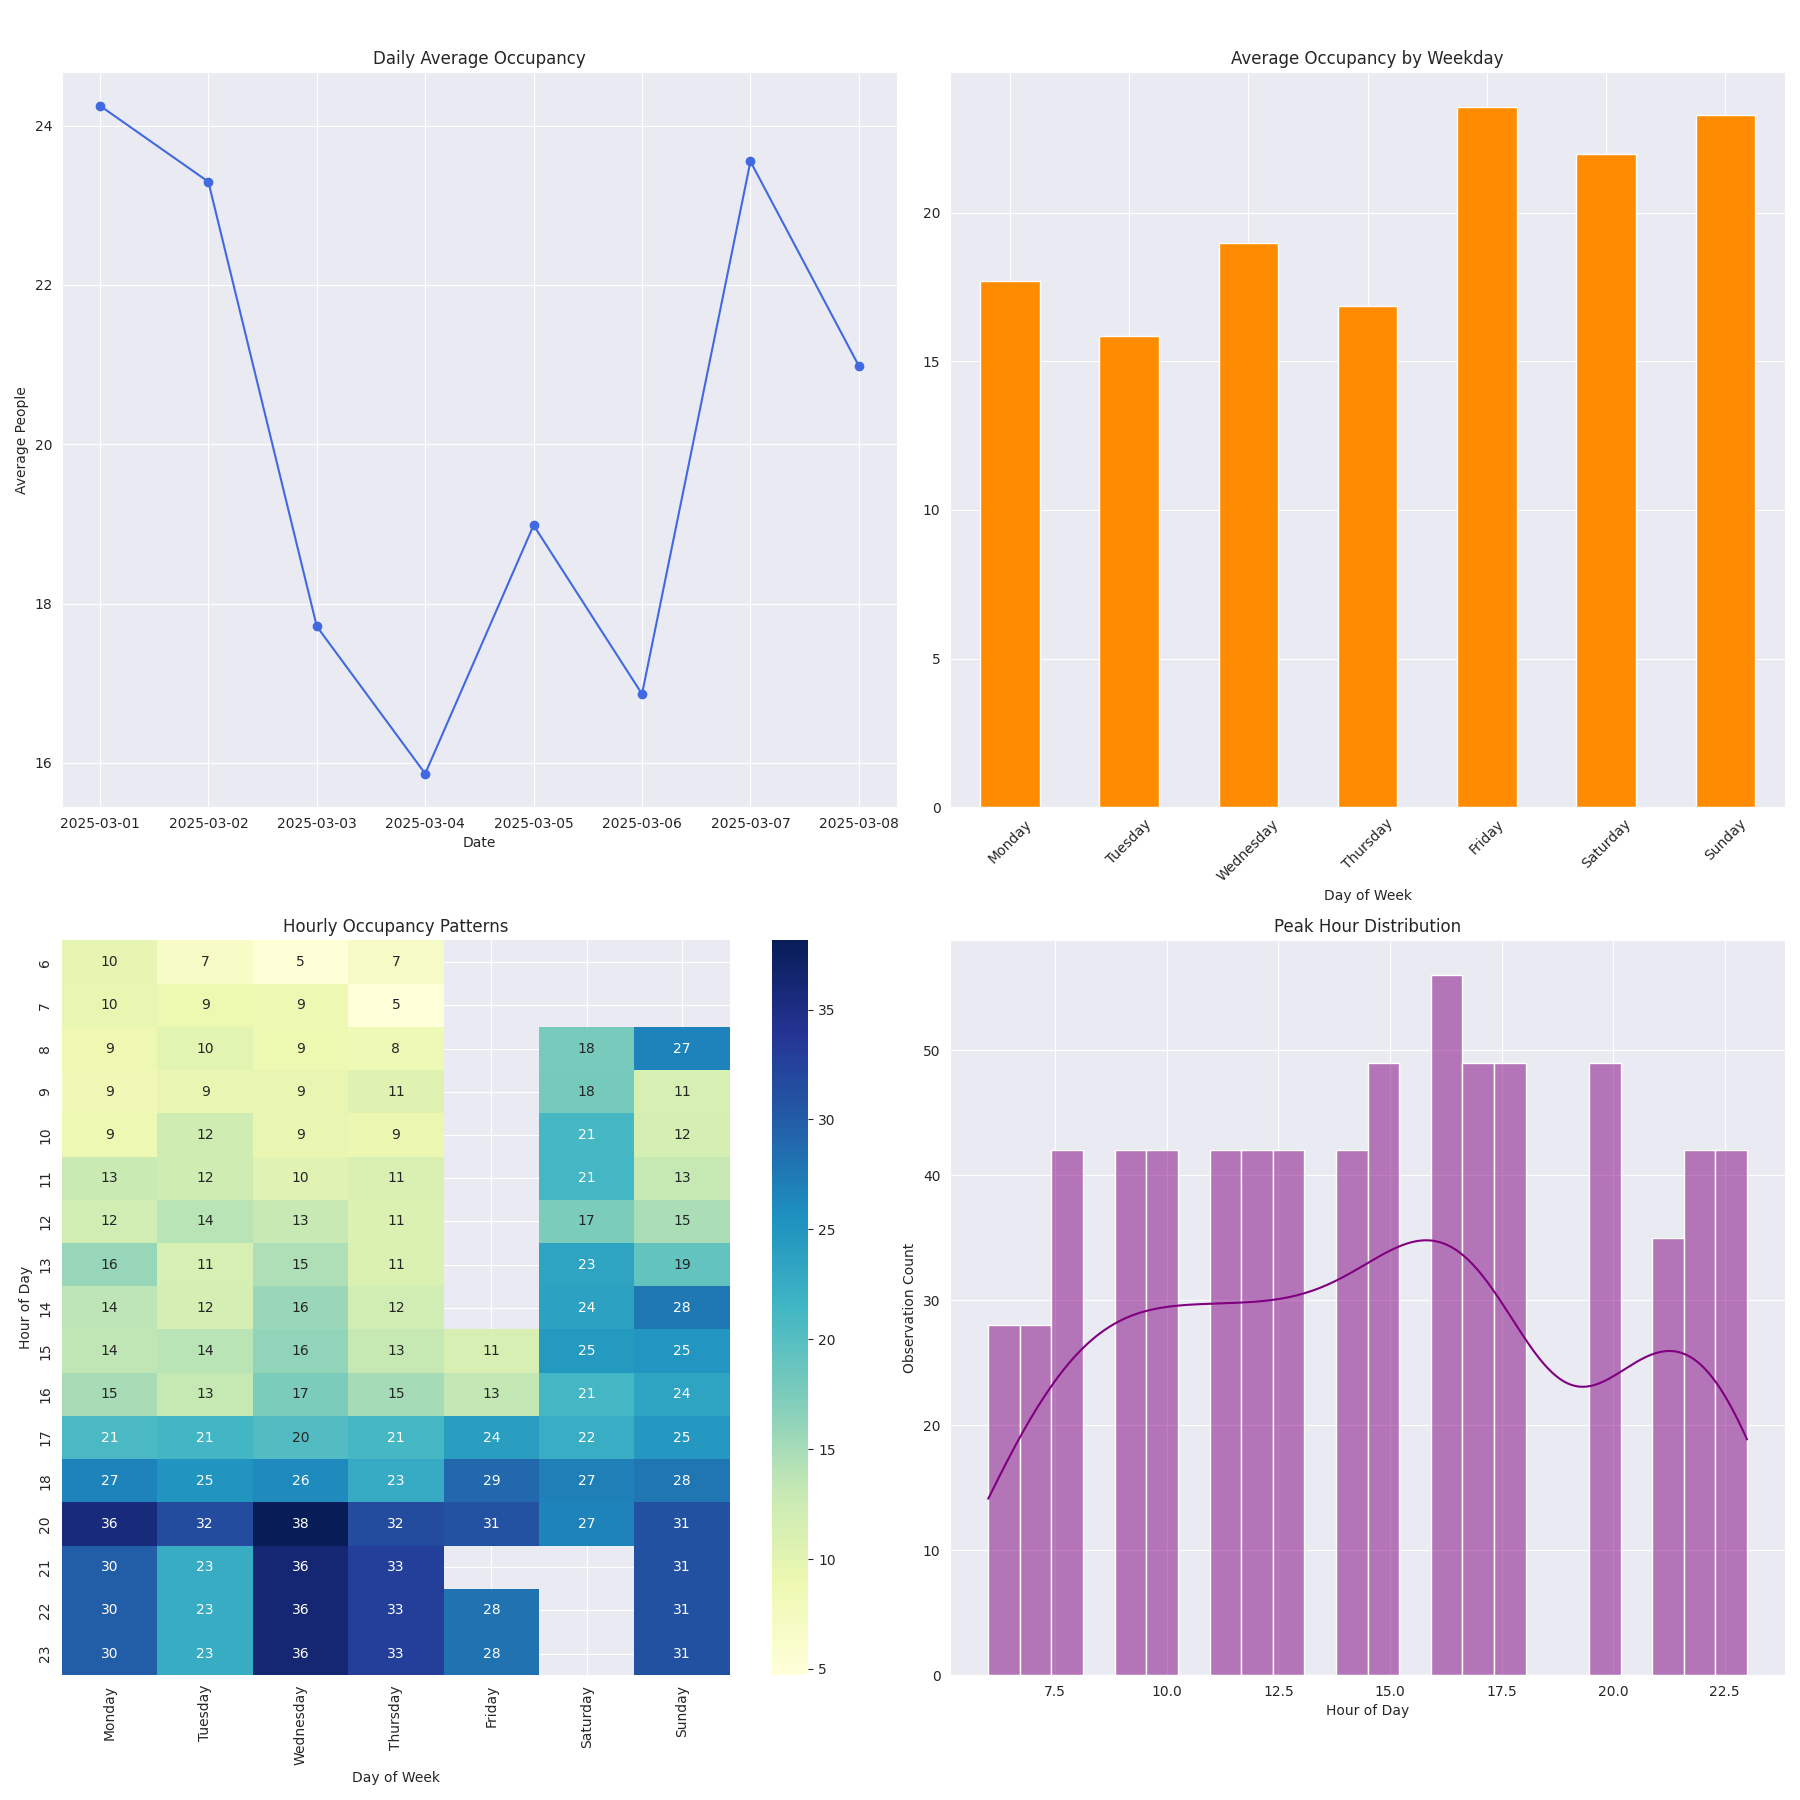 Daily Average Occupancy
Average People
24
22
20
18
16
2025-03-01 2025-03-02 2025-03-03 2025-03-04 2025-03-05 2025-03-06 2025-03-07 2025-03-08
Date
Average Occupancy by Weekday
20
15
10
5
0
Monday Tuesday Wednesday Thursday Friday Saturday Sunday
Day of Week
Hourly Occupancy Patterns
Hour of Day
6 10 7 5 7
7 10 9 9 5
8 9 10 9 8 18 27
9 9 9 9 11 18 11
10 9 12 9 9 21 12
11 13 12 10 11 21 13
12 12 14 13 11 17 15
13 16 11 15 11 23 19
14 14 12 16 12 24 28
15 14 14 16 13 11 25 25
16 15 13 17 15 13 21 24
17 21 21 20 21 24 22 25
18 27 25 26 23 29 27 28
20 36 32 38 32 31 27 31
21 30 23 36 33 31
22 30 23 36 33 28 31
23 30 23 36 33 28 31
Monday Tuesday Wednesday Thursday Friday Saturday Sunday
Day of Week
35
30
25
20
15
10
5
Peak Hour Distribution
Observation Count
50
40
30
20
10
0
7.5 10.0 12.5 15.0 17.5 20.0 22.5
Hour of Day